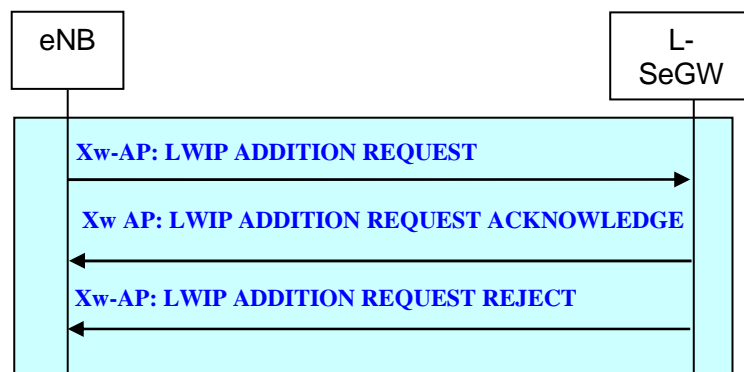 eNB
L-
SeGW
Xw-AP: LWIP ADDITION REQUEST
Xw AP: LWIP ADDITION REQUEST ACKNOWLEDGE
Xw-AP: LWIP ADDITION REQUEST REJECT